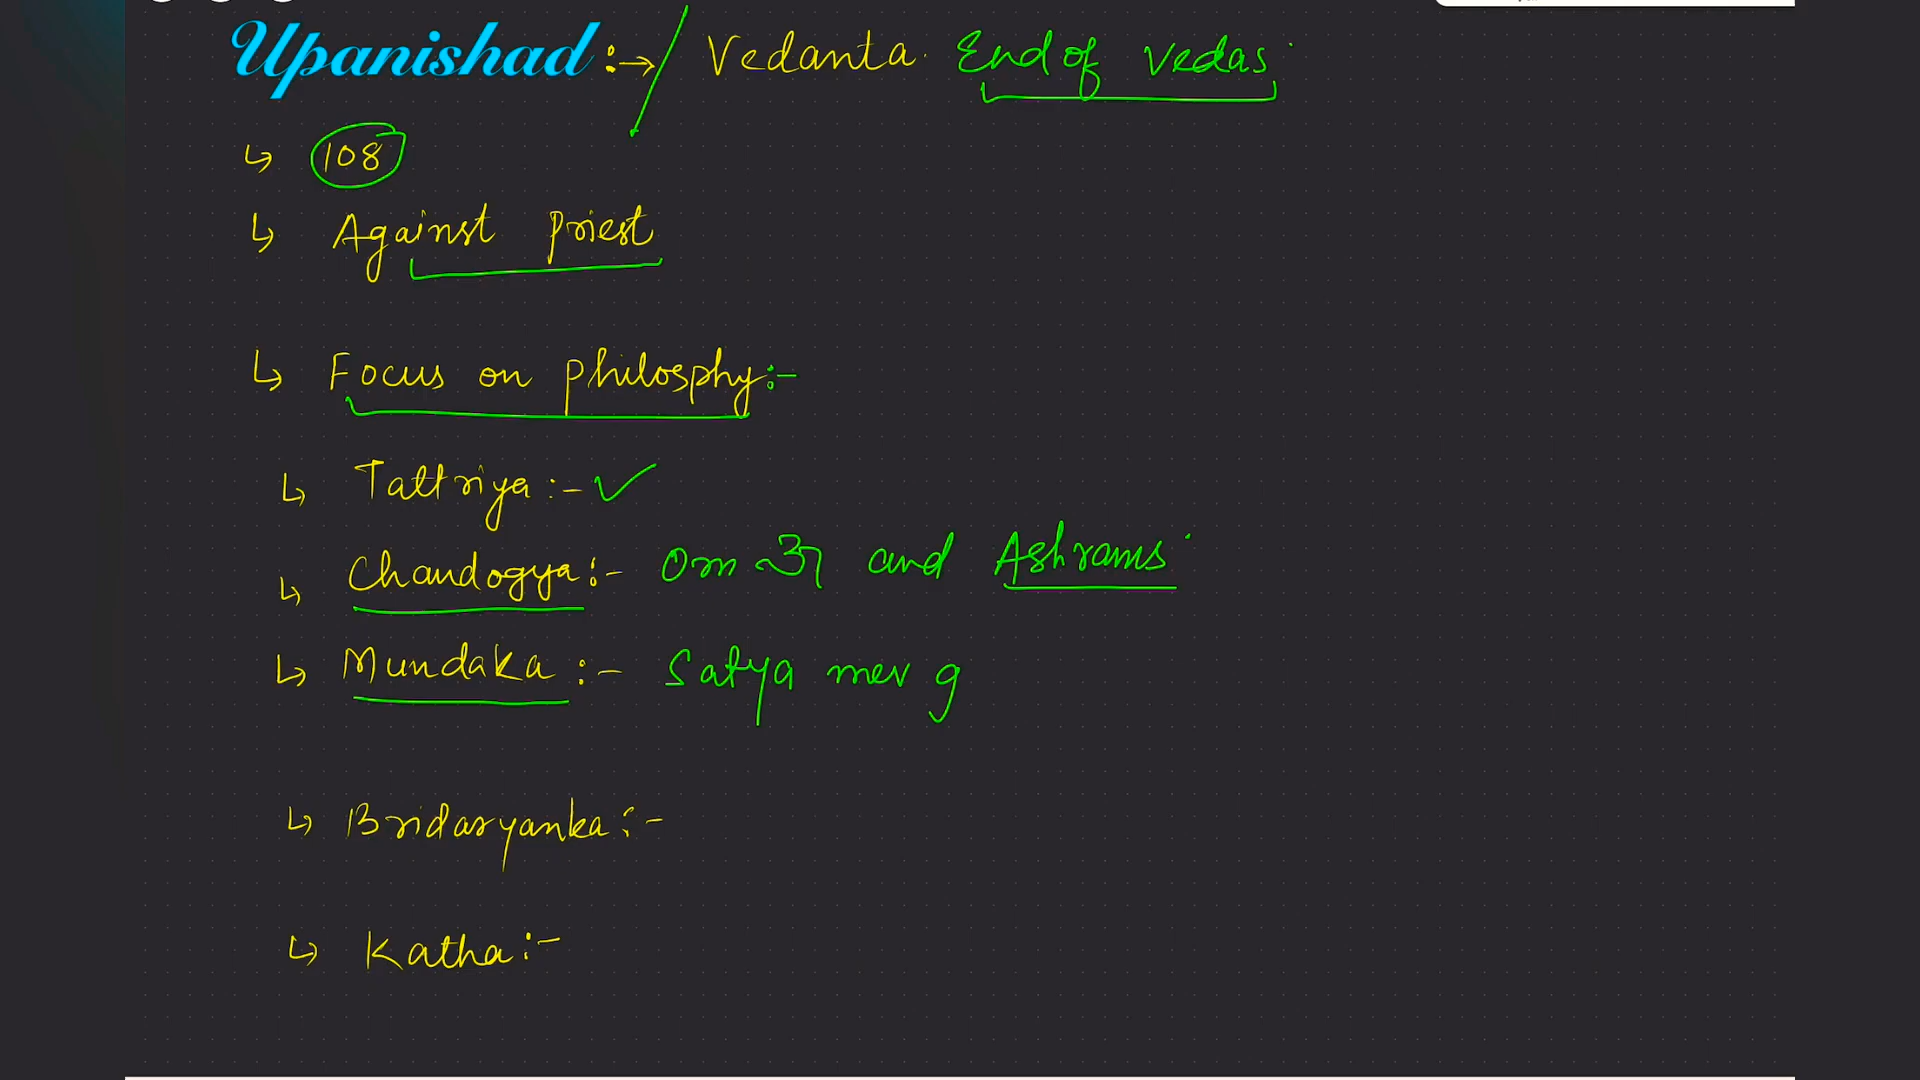 Upanishad :→ Vedanta. End of vedas.
↳ 108
↳ Against priest
↳ Focus on philosphy:-
↳ Tattriya :- ✓
↳ Chandogya :- Om and Ashrams
↳ Mundaka :- Satya mev g
↳ Bridaryanka :-
↳ Katha :-